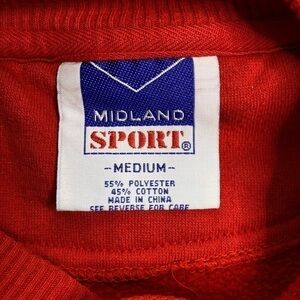 MIDLAND
SPORT®
-MEDIUM-
55% POLYESTER
45% COTTON
MADE IN CHINA
SEE REVERSE FOR CARE